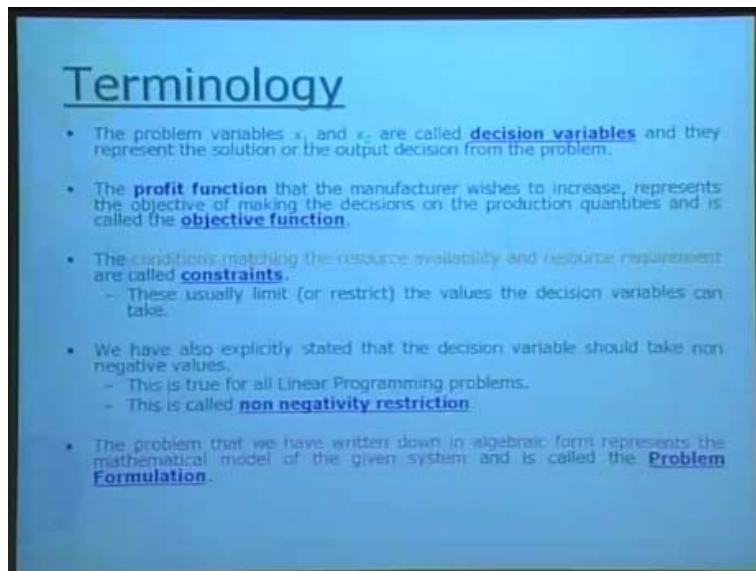 Terminology
• The problem variables x₁ and x₂ are called decision variables and they
represent the solution or the output decision from the problem.
• The profit function that the manufacturer wishes to increase, represents
the objective of making the decisions on the production quantities and is
called the objective function.
• The conditions matching the resource availability and resource requirement
are called constraints.
– These usually limit (or restrict) the values the decision variables can
take.
• We have also explicitly stated that the decision variable should take non
negative values.
– This is true for all Linear Programming problems.
– This is called non negativity restriction
• The problem that we have written down in algebraic form represents the
mathematical model of the given system and is called the Problem
Formulation.